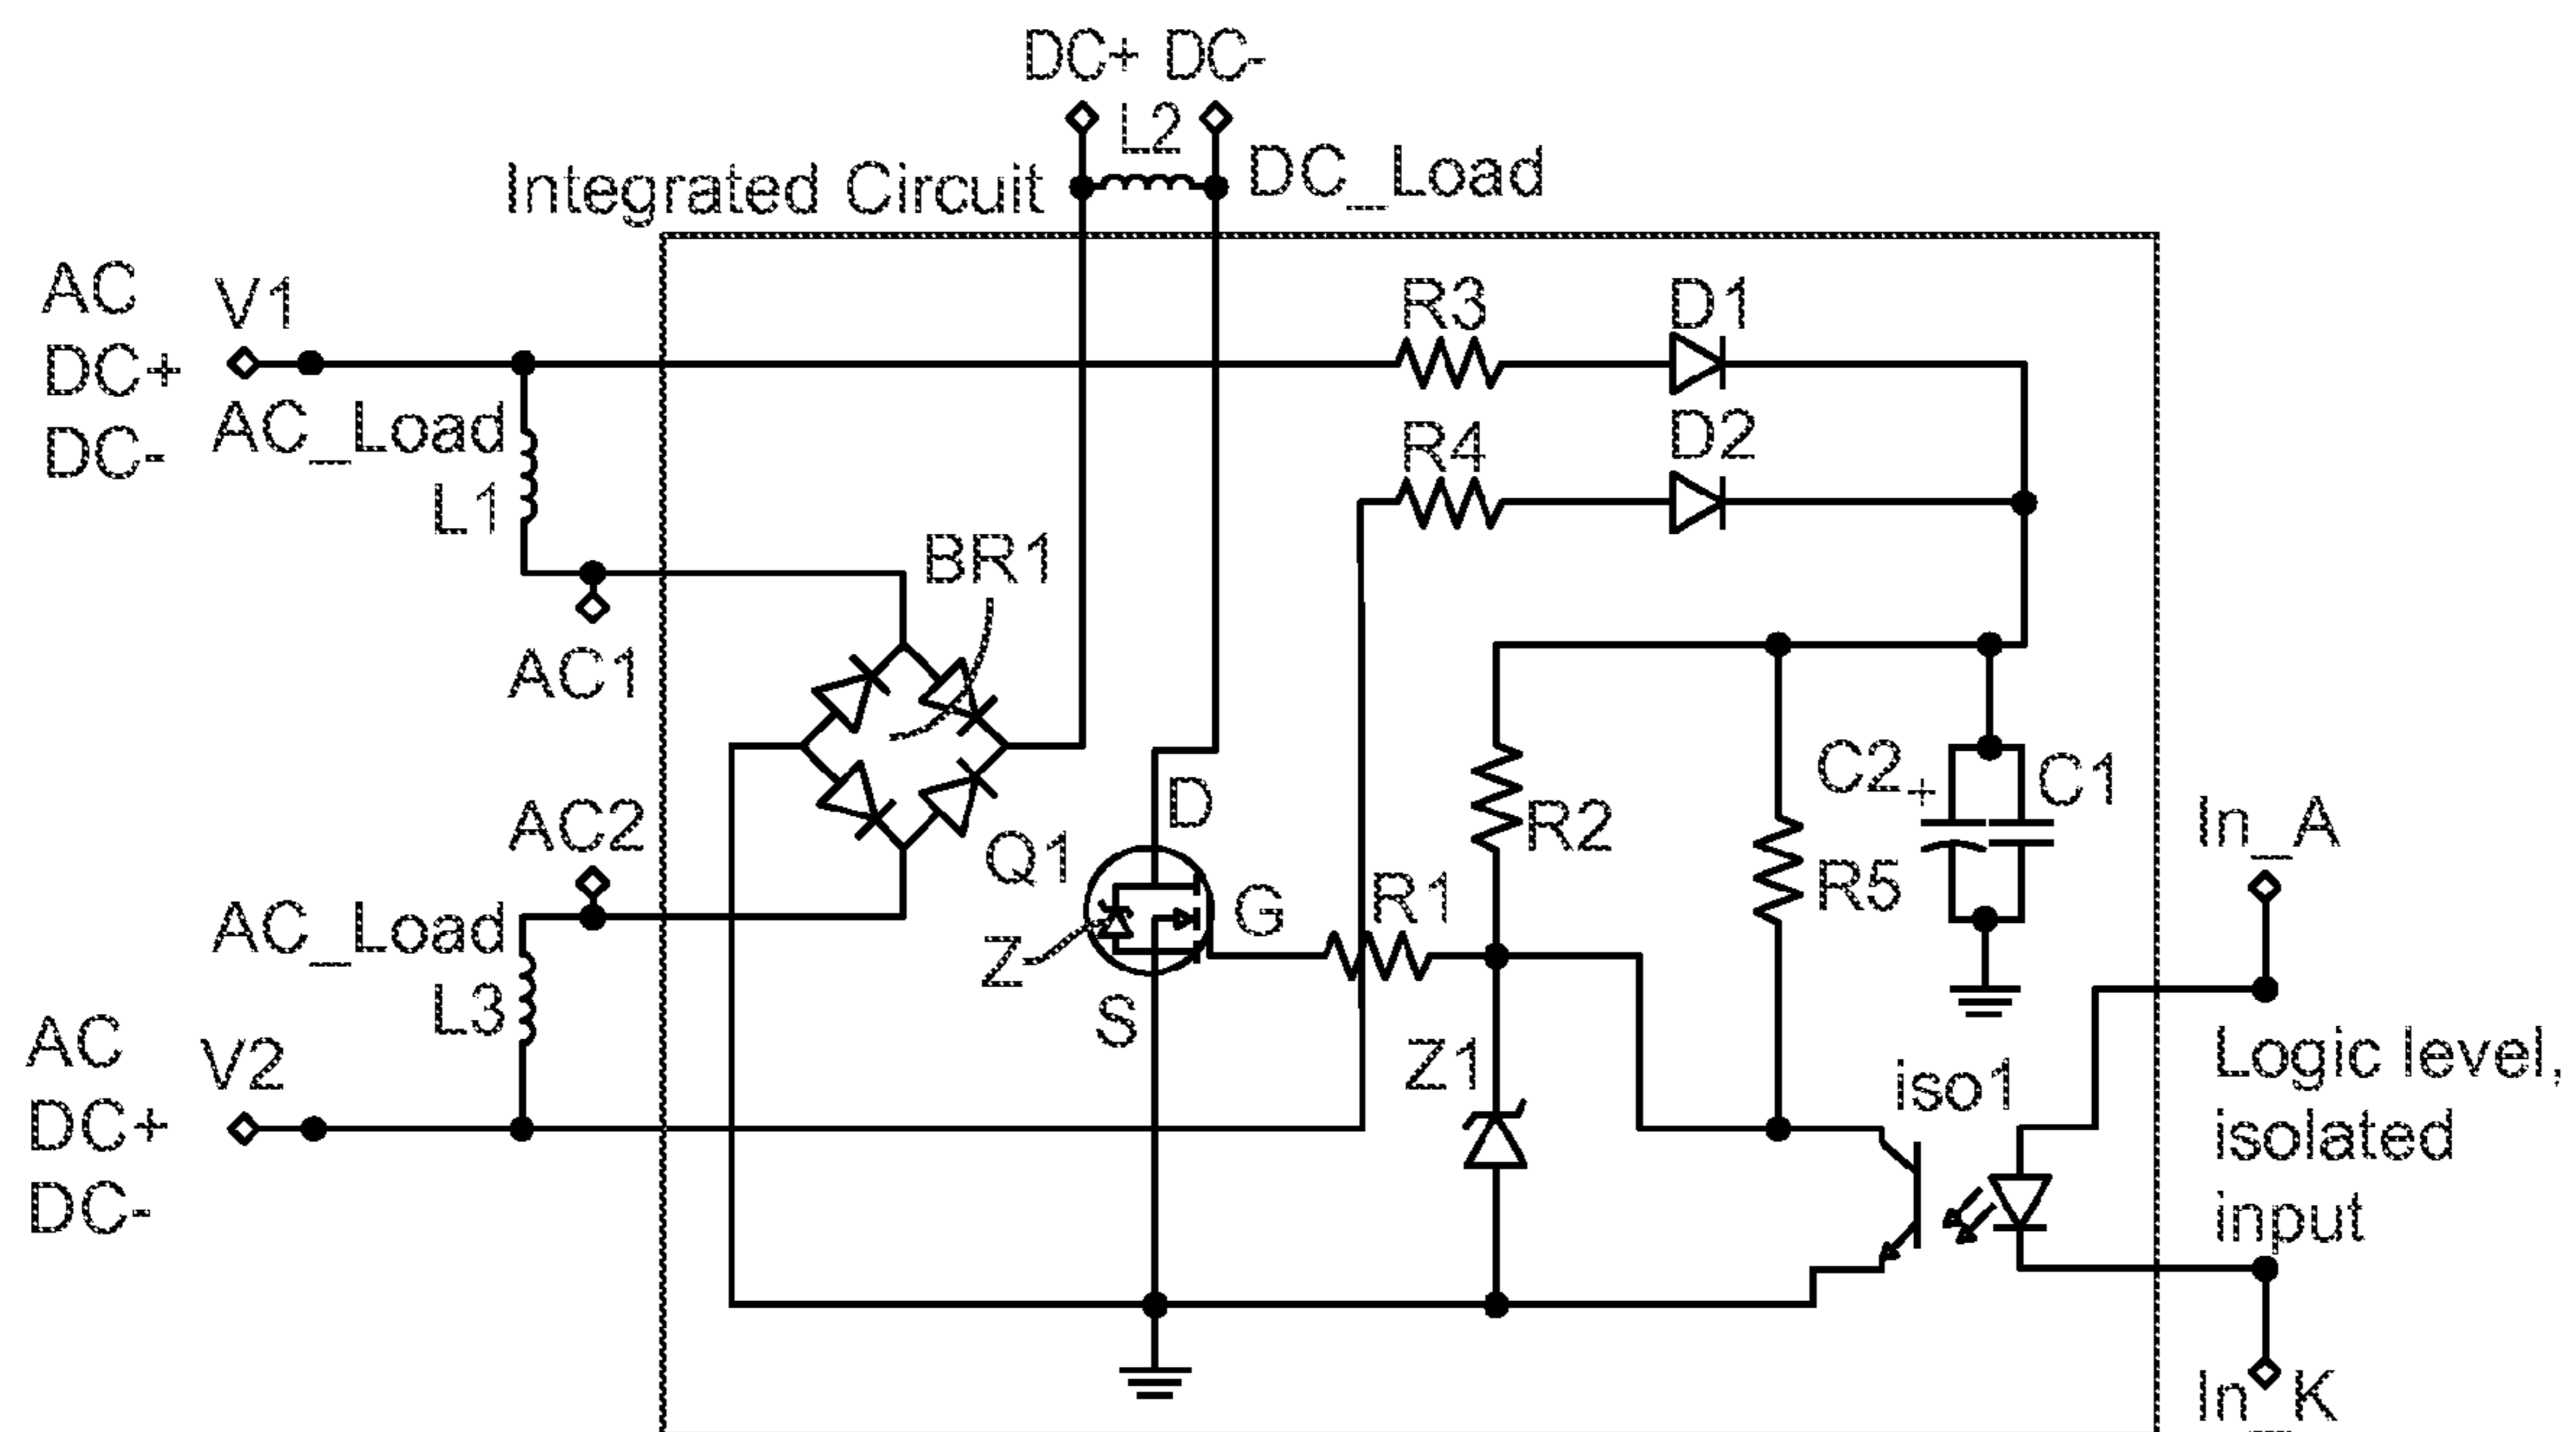 DC+ DC-
L2
Integrated Circuit
DC_Load
AC
DC+
DC-
V1
AC_Load
L1
R3
D1
R4
D2
BR1
AC1
AC2
AC_Load
L3
AC
DC+
DC-
V2
Q1
D
G
S
Z
R1
R2
Z1
R5
C2+
C1
iso1
In_A
Logic level,
isolated
input
In_K